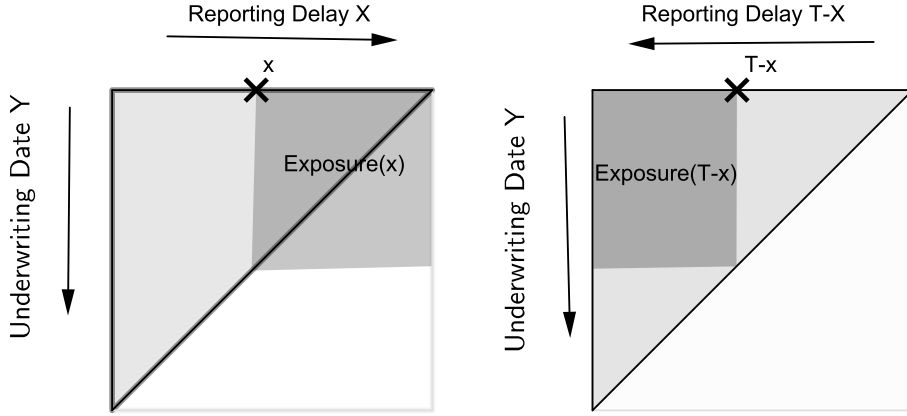 Reporting Delay X
x
Underwriting Date Y
Exposure(x)
Reporting Delay T-X
T-x
Underwriting Date Y
Exposure(T-x)